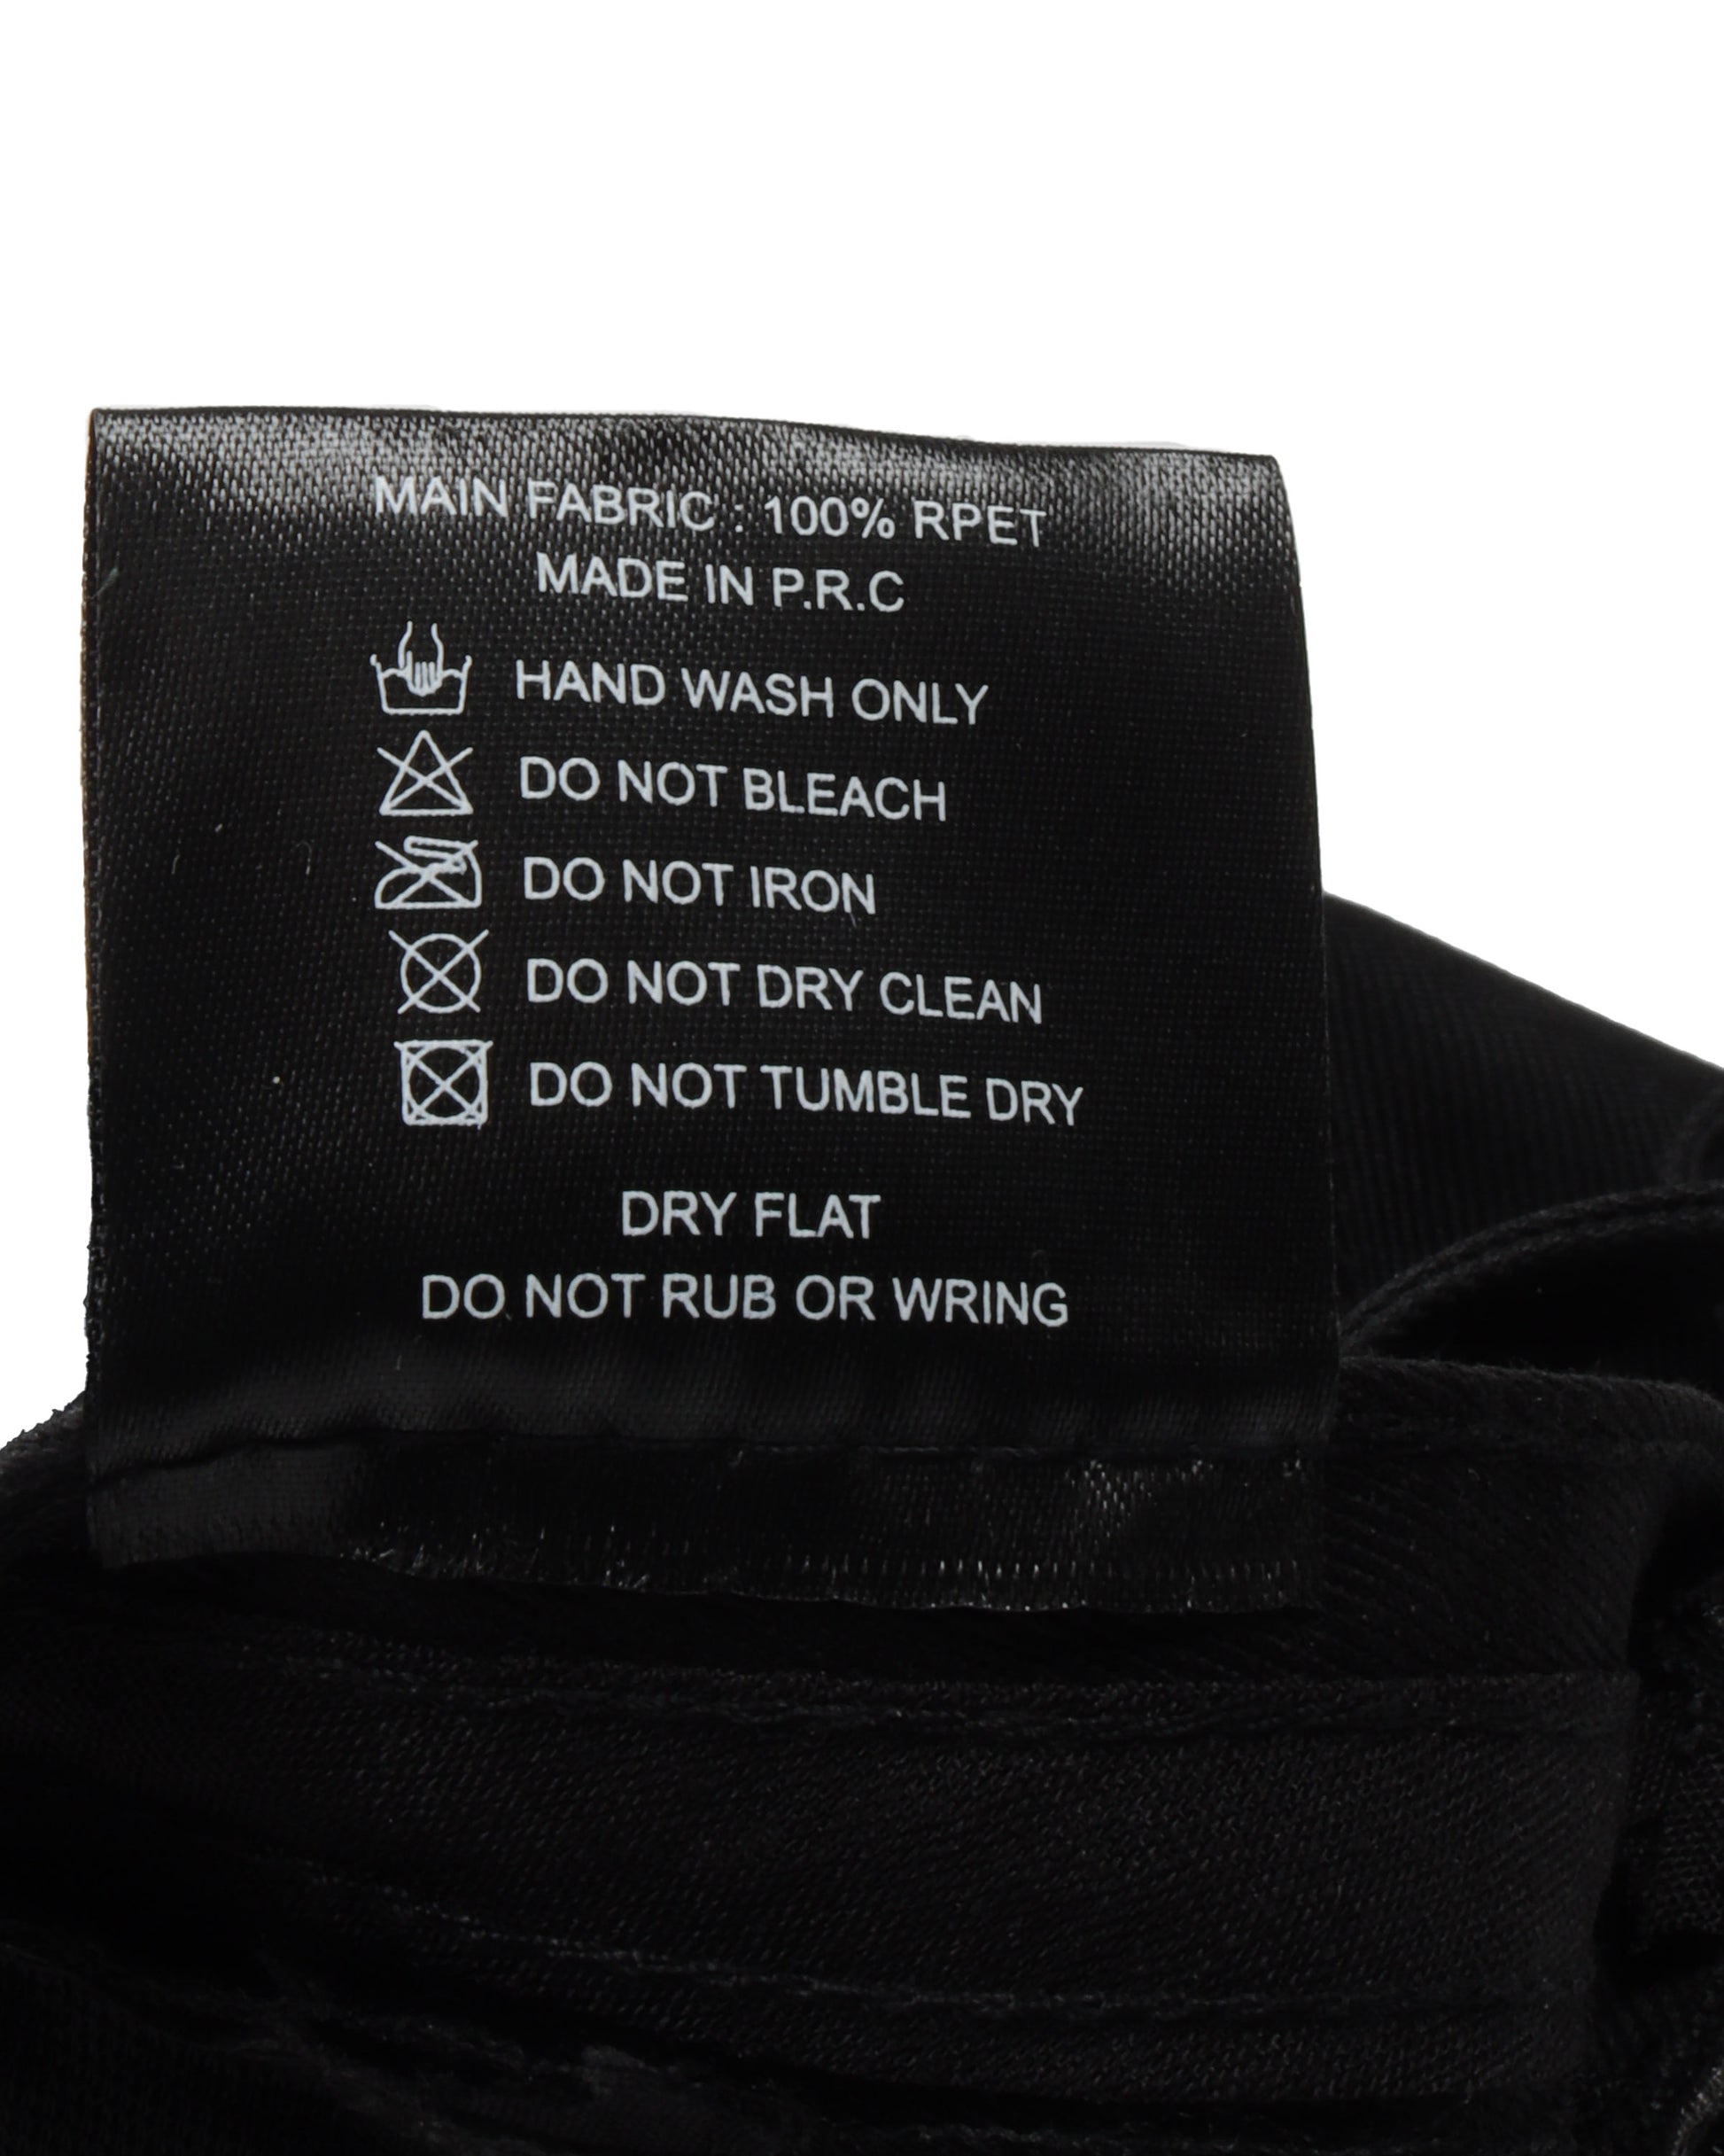 MAIN FABRIC : 100% RPET
MADE IN P.R.C
HAND WASH ONLY
DO NOT BLEACH
DO NOT IRON
DO NOT DRY CLEAN
DO NOT TUMBLE DRY
DRY FLAT
DO NOT RUB OR WRING